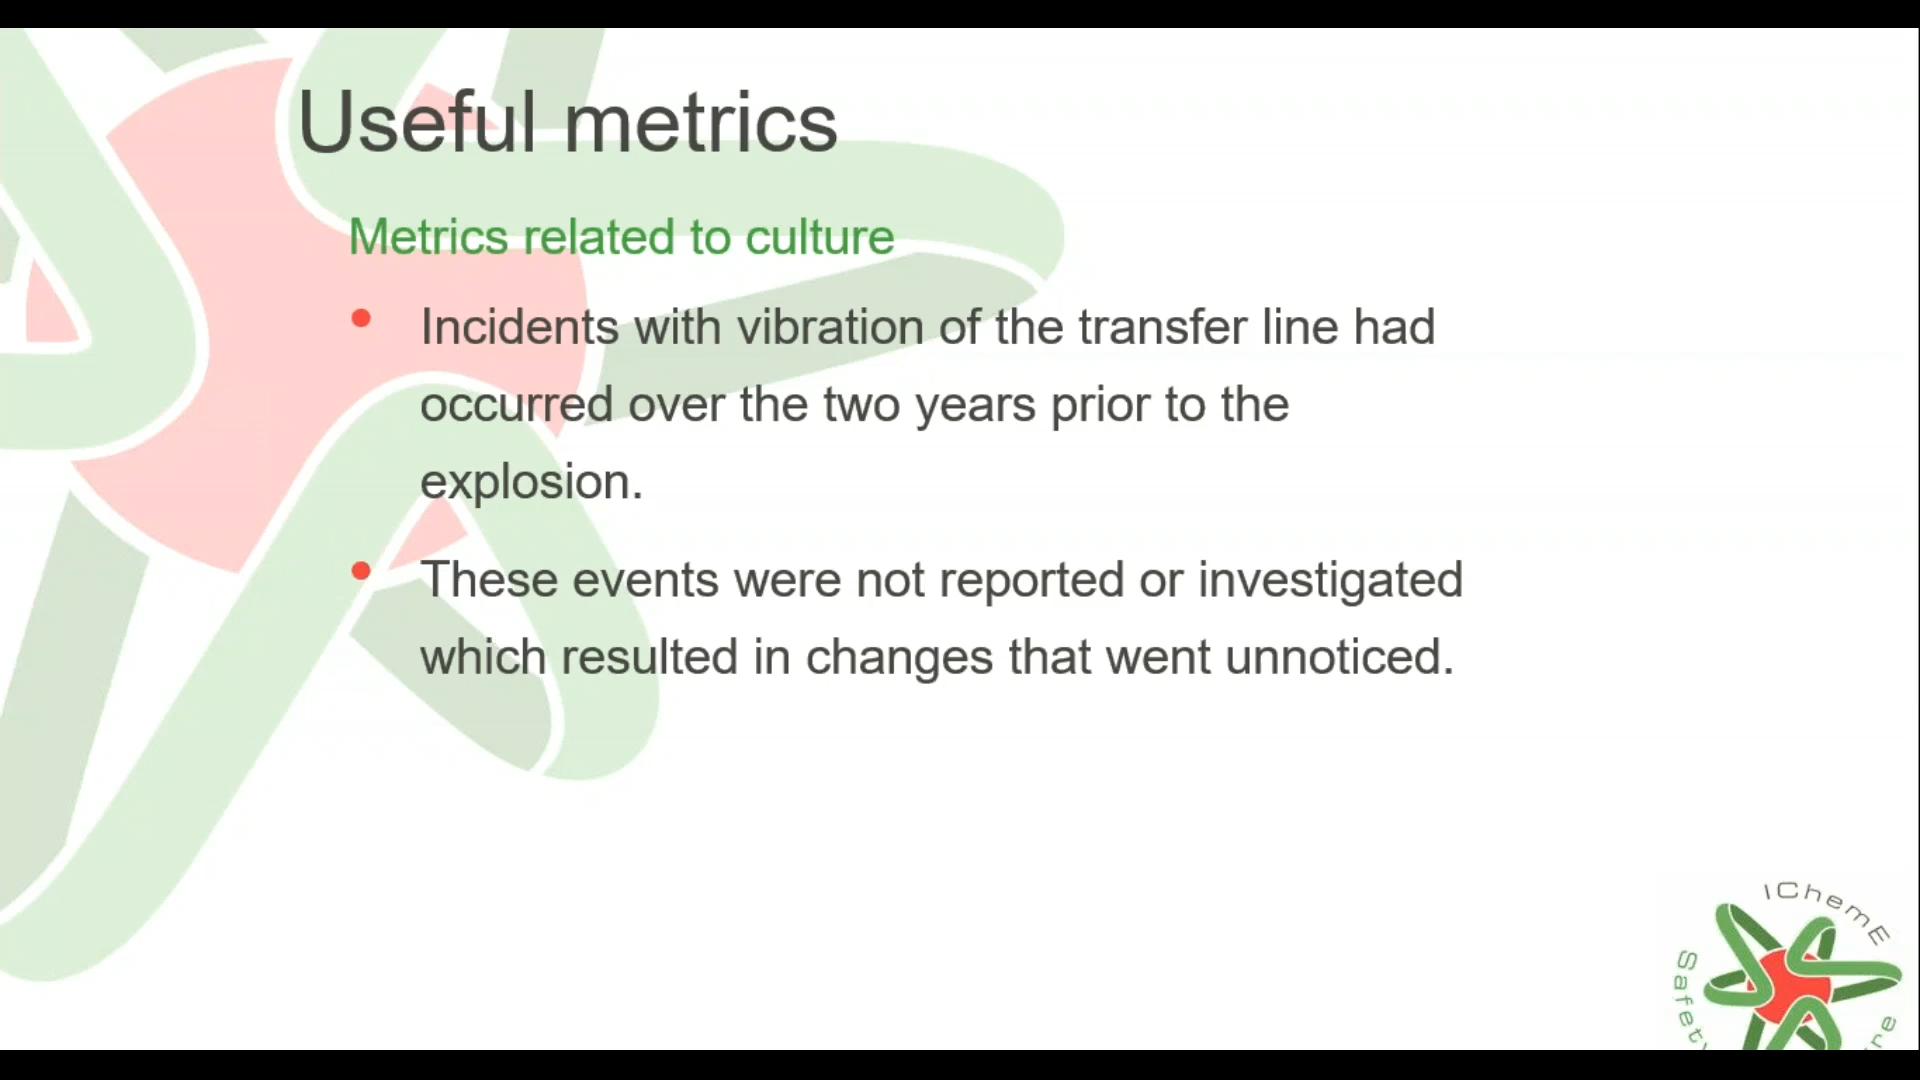 Useful metrics
Metrics related to culture
• Incidents with vibration of the transfer line had
occurred over the two years prior to the
explosion.
• These events were not reported or investigated
which resulted in changes that went unnoticed.
IChemE
Safety